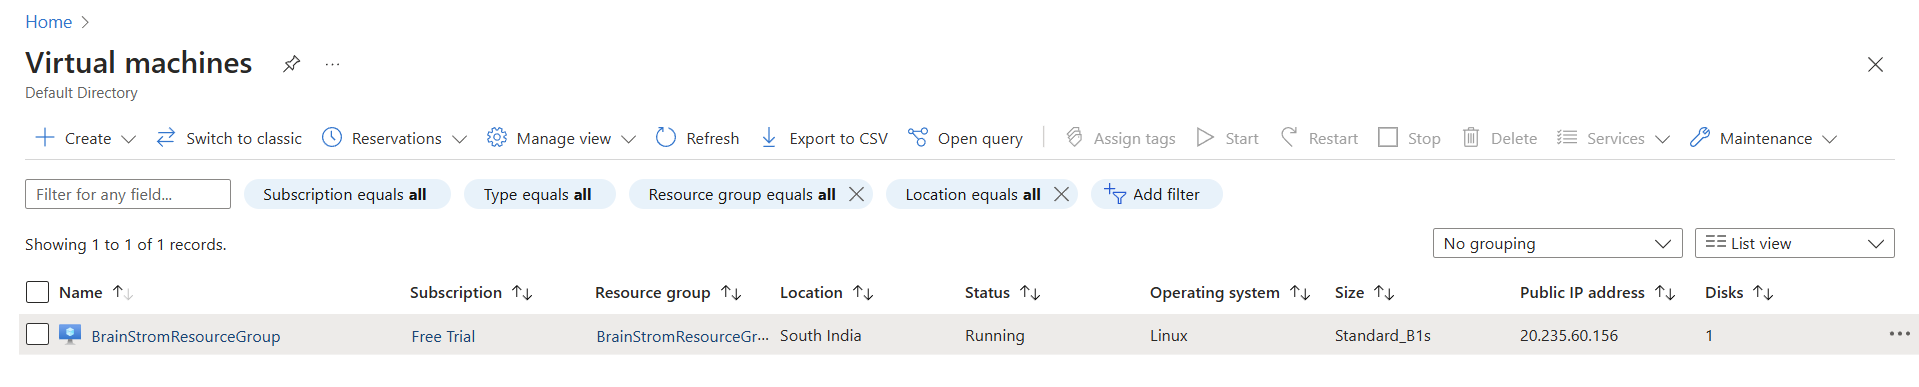 Home
Virtual machines ...
Default Directory
Create Switch to classic Reservations Manage view Refresh Export to CSV Open query Assign tags Start Restart Stop Delete Services Maintenance
Filter for any field... Subscription equals all Type equals all Resource group equals all Location equals all Add filter
Showing 1 to 1 of 1 records. No grouping List view
Name Subscription Resource group Location Status Operating system Size Public IP address Disks
BrainStromResourceGroup Free Trial BrainStromResourceGr... South India Running Linux Standard_B1s 20.235.60.156 1 ...